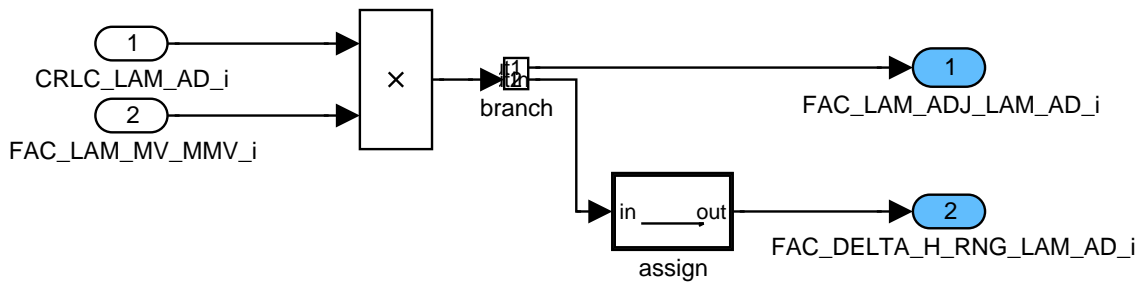 1
CRLC_LAM_AD_i
2
FAC_LAM_MV_MMV_i
×
branch
1
FAC_LAM_ADJ_LAM_AD_i
in
out
assign
2
FAC_DELTA_H_RNG_LAM_AD_i